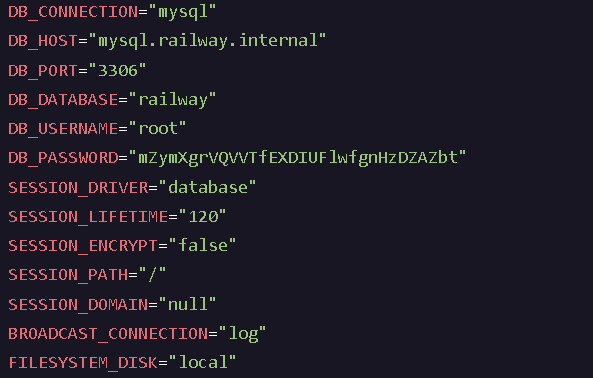 DB_CONNECTION="mysql"
DB_HOST="mysql.railway.internal"
DB_PORT="3306"
DB_DATABASE="railway"
DB_USERNAME="root"
DB_PASSWORD="mZymXgrVQVVTfEXDIUFlwfgnHzDZAZbt"
SESSION_DRIVER="database"
SESSION_LIFETIME="120"
SESSION_ENCRYPT="false"
SESSION_PATH="/"
SESSION_DOMAIN="null"
BROADCAST_CONNECTION="log"
FILESYSTEM_DISK="local"